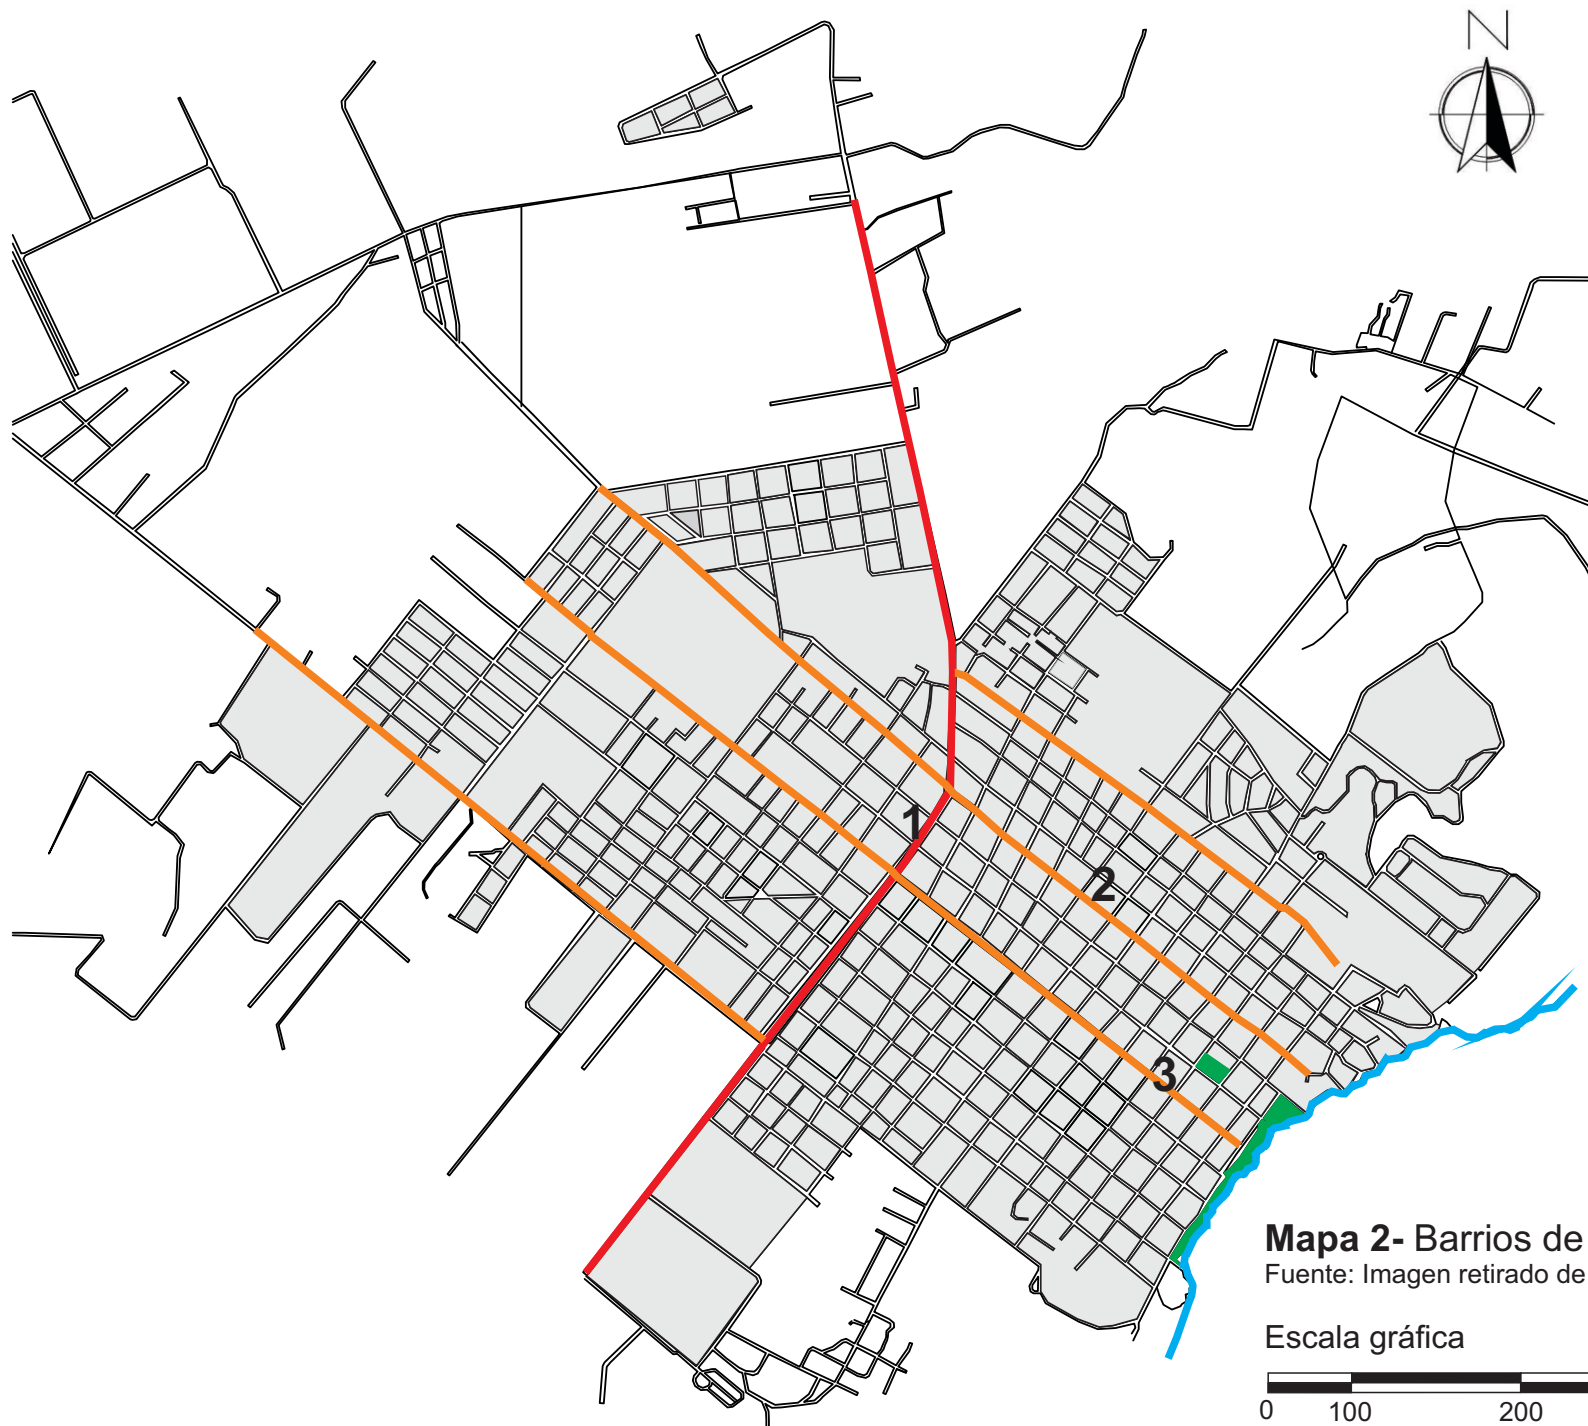 N
1
2
3
Mapa 2- Barrios de
Fuente: Imagen retirado de
Escala gráfica
0 100 200